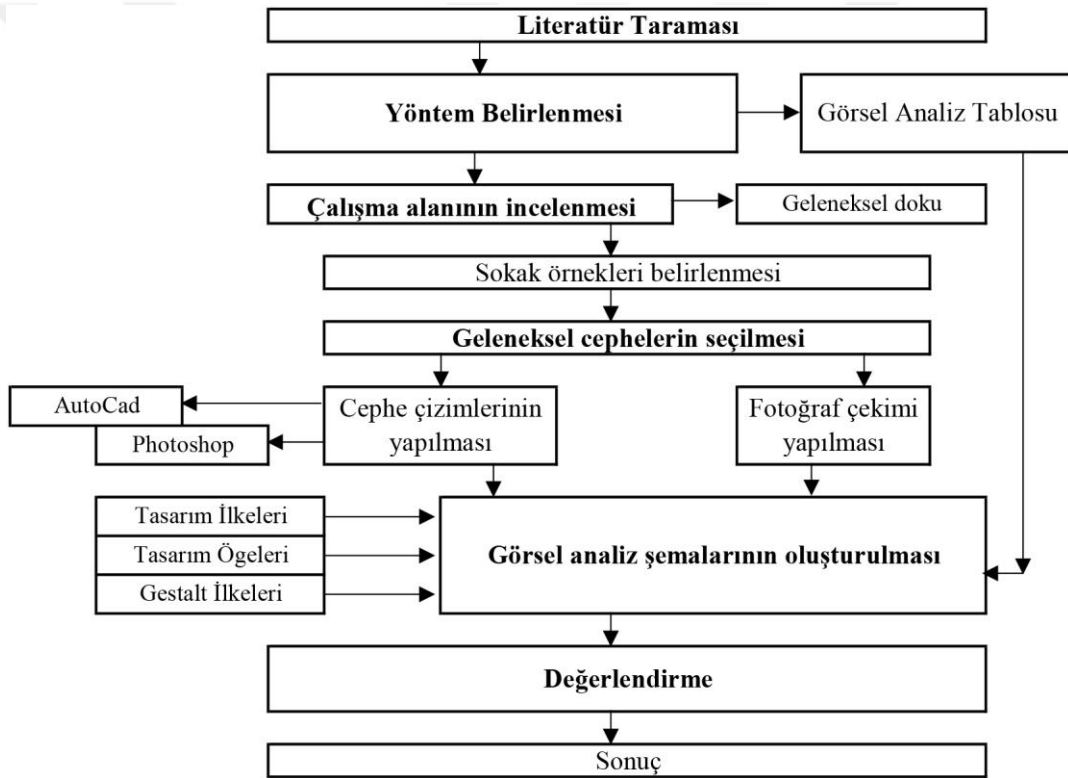 Literatür Taraması
Yöntem Belirlenmesi
Görsel Analiz Tablosu
Çalışma alanının incelenmesi
Geleneksel doku
Sokak örnekleri belirlenmesi
Geleneksel cephelerin seçilmesi
AutoCad
Photoshop
Cephe çizimlerinin
yapılması
Fotoğraf çekimi
yapılması
Tasarım İlkeleri
Tasarım Ögeleri
Gestalt İlkeleri
Görsel analiz şemalarının oluşturulması
Değerlendirme
Sonuç